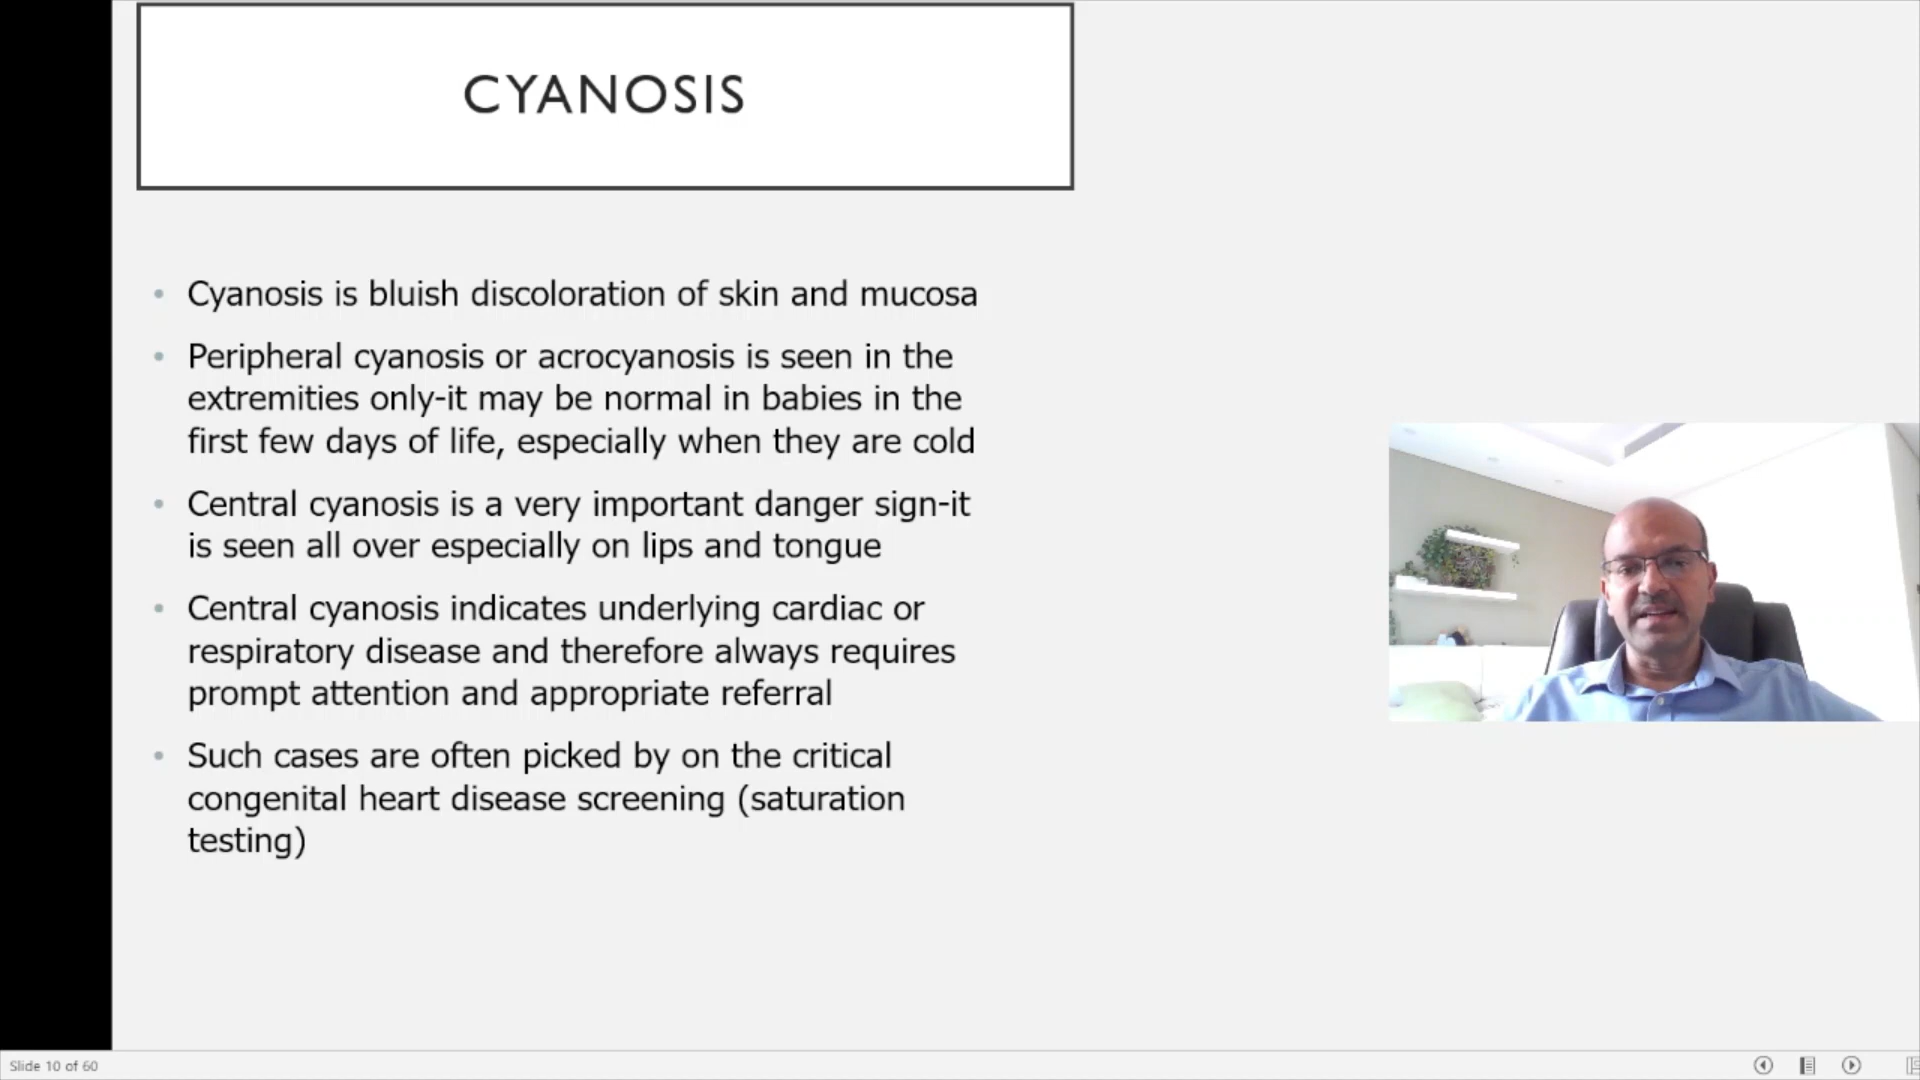 CYANOSIS
• Cyanosis is bluish discoloration of skin and mucosa
• Peripheral cyanosis or acrocyanosis is seen in the
extremities only-it may be normal in babies in the
first few days of life, especially when they are cold
• Central cyanosis is a very important danger sign-it
is seen all over especially on lips and tongue
• Central cyanosis indicates underlying cardiac or
respiratory disease and therefore always requires
prompt attention and appropriate referral
• Such cases are often picked by on the critical
congenital heart disease screening (saturation
testing)
Slide 10 of 60